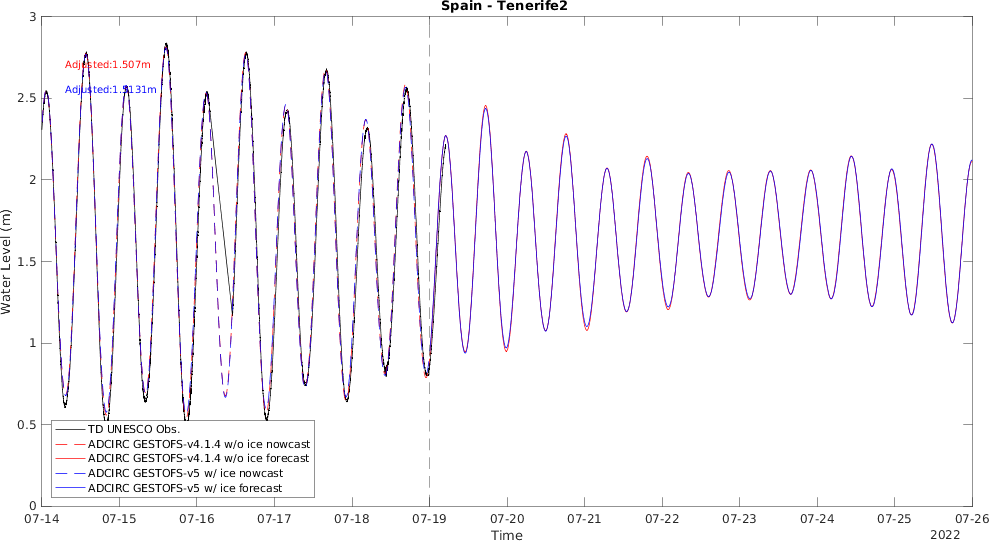 Spain - Tenerife2
Adjusted:1.507m
Adjusted:1.5131m
3
2.5
2
1.5
1
0.5
0
Water Level (m)
TD UNESCO Obs.
ADCIRC GESTOFS-v4.1.4 w/o ice nowcast
ADCIRC GESTOFS-v4.1.4 w/o ice forecast
ADCIRC GESTOFS-v5 w/ ice nowcast
ADCIRC GESTOFS-v5 w/ ice forecast
07-14 07-15 07-16 07-17 07-18 07-19 07-20 07-21 07-22 07-23 07-24 07-25 07-26
Time
2022